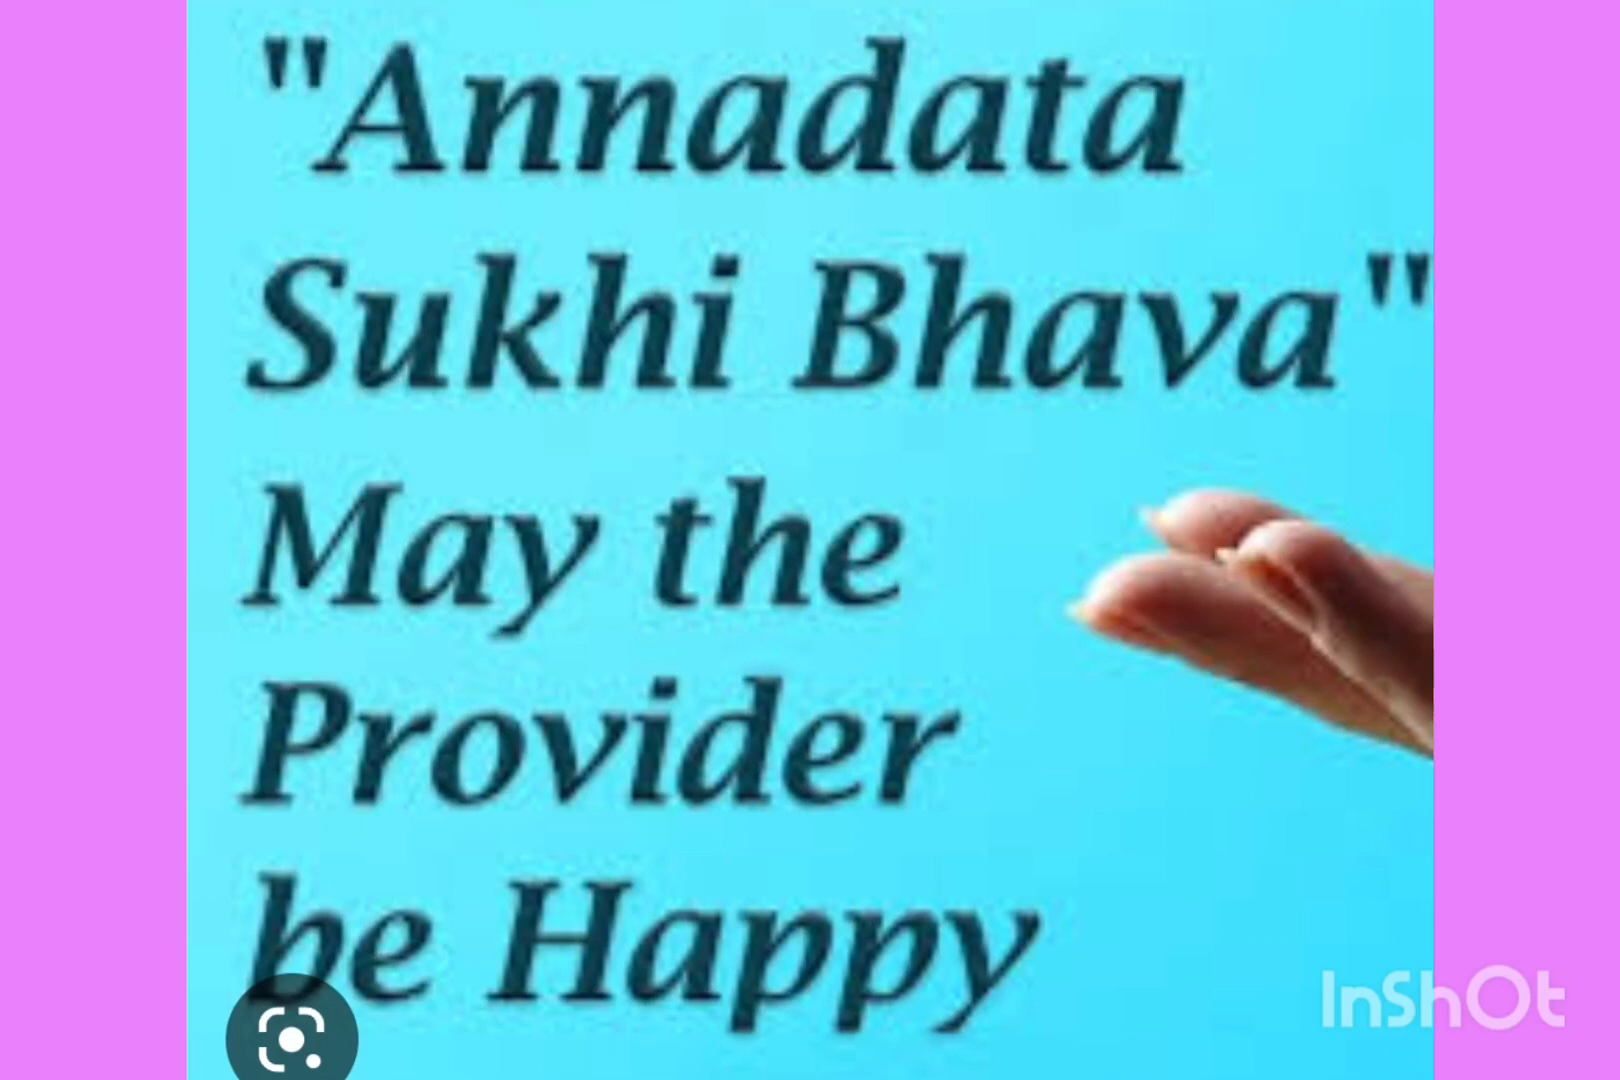 "Annadata
Sukhi Bhava"
May the
Provider
be Happy
InShOt